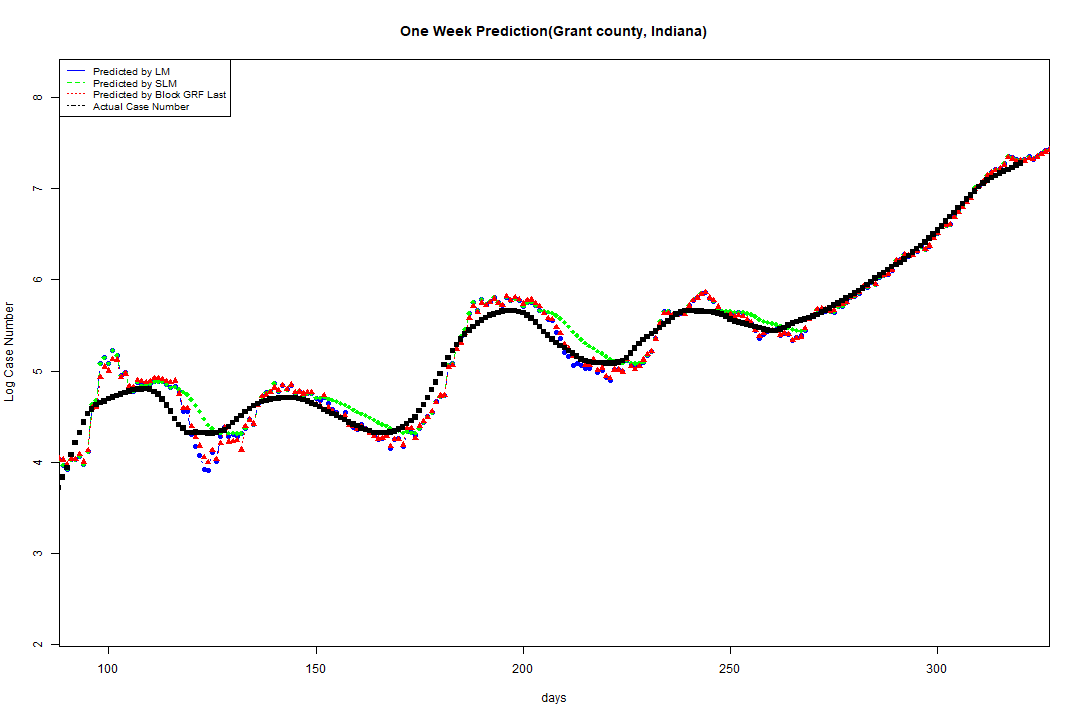 One Week Prediction(Grant county, Indiana)
Predicted by LM
Predicted by SLM
Predicted by Block GRF Last
Actual Case Number
8
7
6
5
4
3
2
Log Case Number
100 150 200 250 300
days